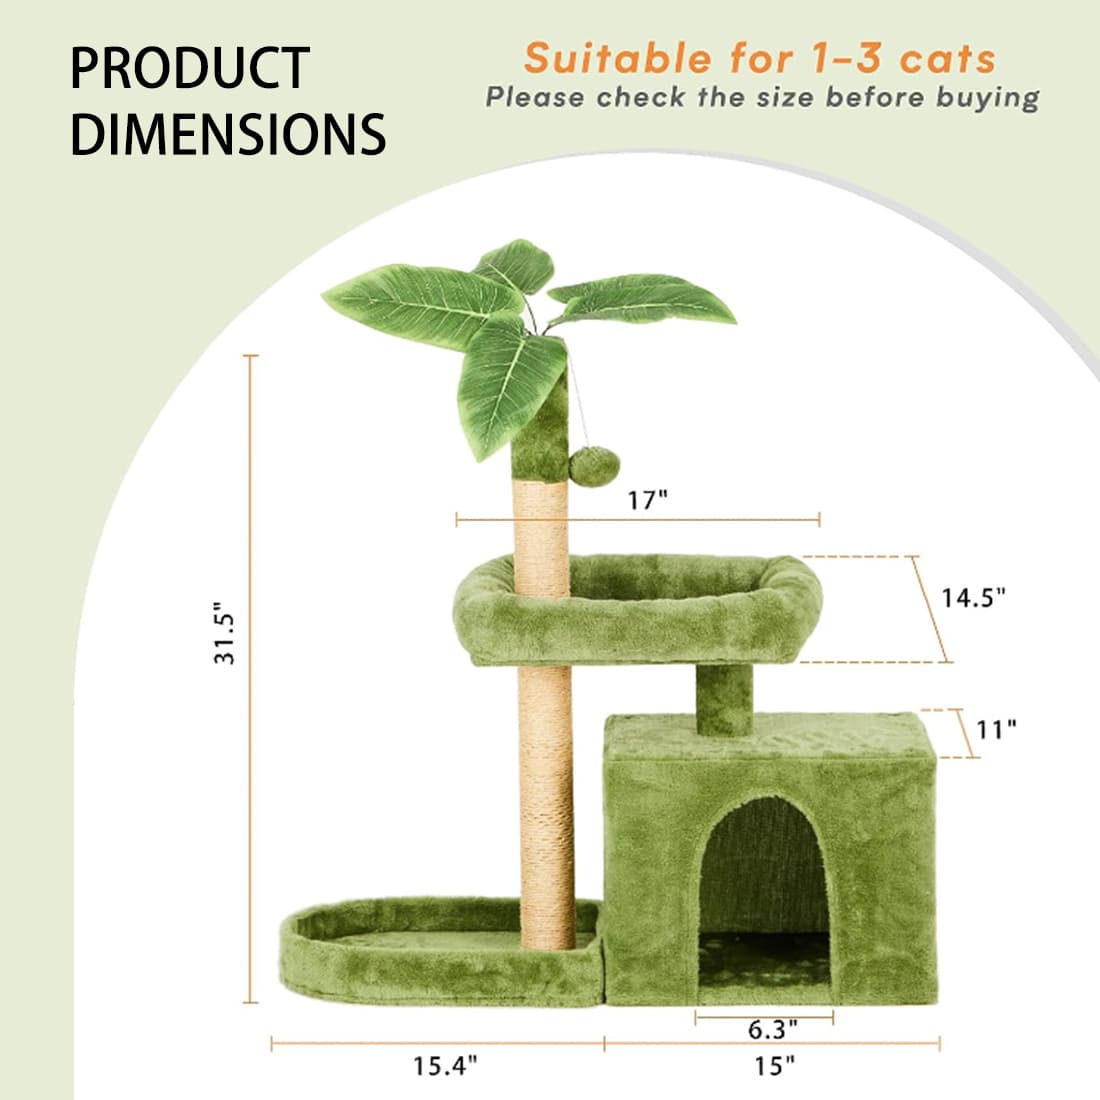 PRODUCT
DIMENSIONS
Suitable for 1-3 cats
Please check the size before buying
17"
14.5"
31.5"
11"
6.3"
15.4"
15"